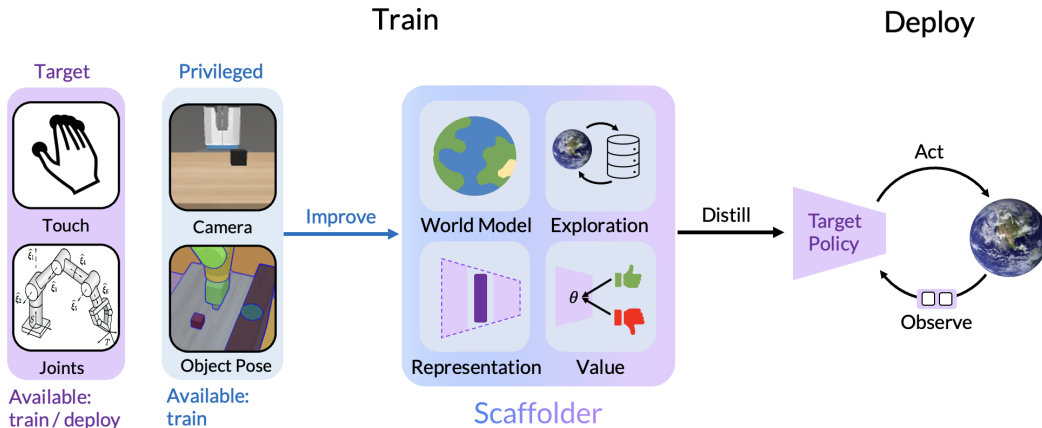 Train
Deploy
Target
Privileged
Touch
Camera
Joints
Object Pose
Available:
train / deploy
Available:
train
Improve
World Model
Exploration
Representation
θ
Value
Scaffolder
Distill
Target
Policy
Act
Observe